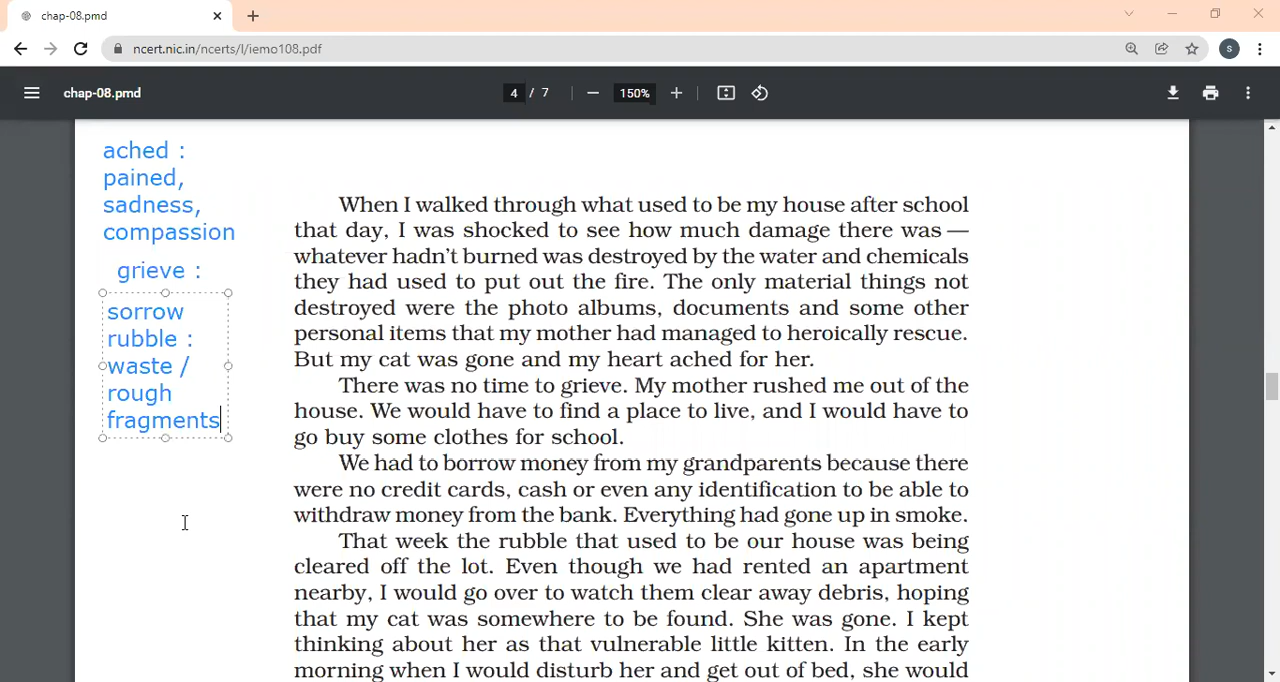 chap-08.pmd
ncert.nic.in/ncerts/l/iemo108.pdf
S
chap-08.pmd
4 / 7
150%
ached :
pained,
sadness,
compassion
grieve :
sorrow
rubble :
waste /
rough
fragments
When I walked through what used to be my house after school
that day, I was shocked to see how much damage there was —
whatever hadn't burned was destroyed by the water and chemicals
they had used to put out the fire. The only material things not
destroyed were the photo albums, documents and some other
personal items that my mother had managed to heroically rescue.
But my cat was gone and my heart ached for her.
There was no time to grieve. My mother rushed me out of the
house. We would have to find a place to live, and I would have to
go buy some clothes for school.
We had to borrow money from my grandparents because there
were no credit cards, cash or even any identification to be able to
withdraw money from the bank. Everything had gone up in smoke.
That week the rubble that used to be our house was being
cleared off the lot. Even though we had rented an apartment
nearby, I would go over to watch them clear away debris, hoping
that my cat was somewhere to be found. She was gone. I kept
thinking about her as that vulnerable little kitten. In the early
morning when I would disturb her and get out of bed, she would